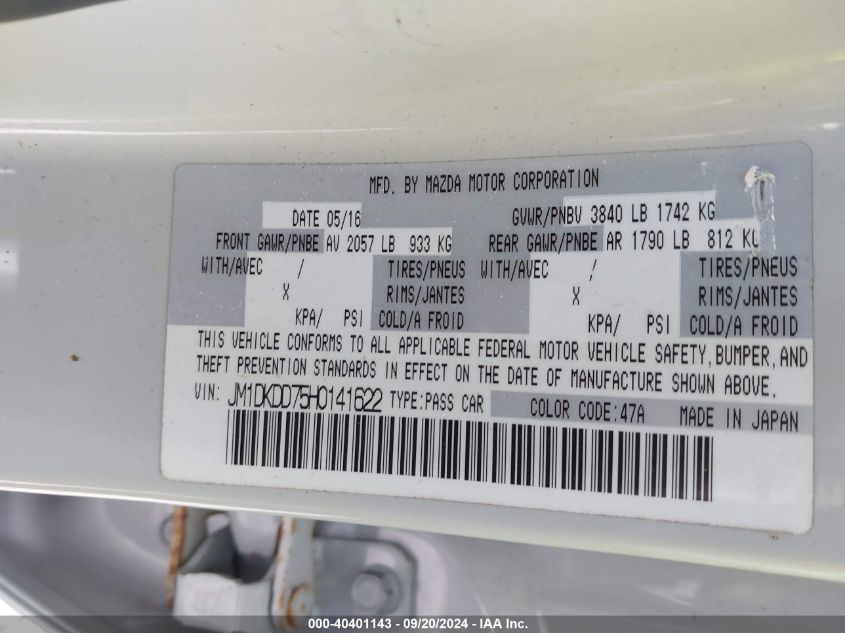 MFD. BY MAZDA MOTOR CORPORATION
DATE 05/16 GVWR/PNBV 3840 LB 1742 KG
FRONT GAWR/PNBE AV 2057 LB 933 KG REAR GAWR/PNBE AR 1790 LB 812 KG
WITH/AVEC / TIRES/PNEUS WITH/AVEC / TIRES/PNEUS
X RIMS/JANTES X RIMS/JANTES
KPA/ PSI COLD/A FROID KPA/ PSI COLD/A FROID
THIS VEHICLE CONFORMS TO ALL APPLICABLE FEDERAL MOTOR VEHICLE SAFETY, BUMPER, AND
THEFT PREVENTION STANDARDS IN EFFECT ON THE DATE OF MANUFACTURE SHOWN ABOVE.
VIN: JM1DKDD75H0141622 TYPE:PASS CAR COLOR CODE:47A MADE IN JAPAN
000-40401143 - 09/20/2024 - IAA Inc.